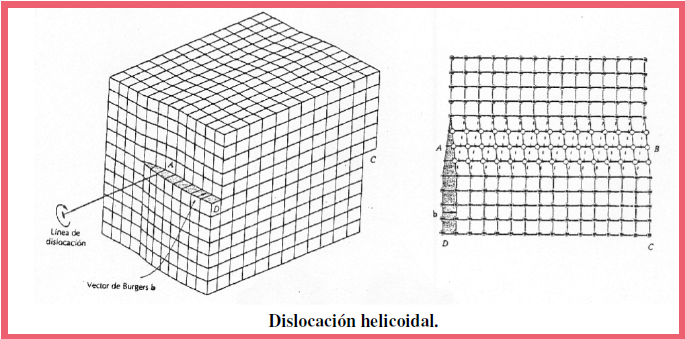 A
C
D
Línea de
dislocación
Vector de Burgers b
A
B
b
D
C
Dislocación helicoidal.